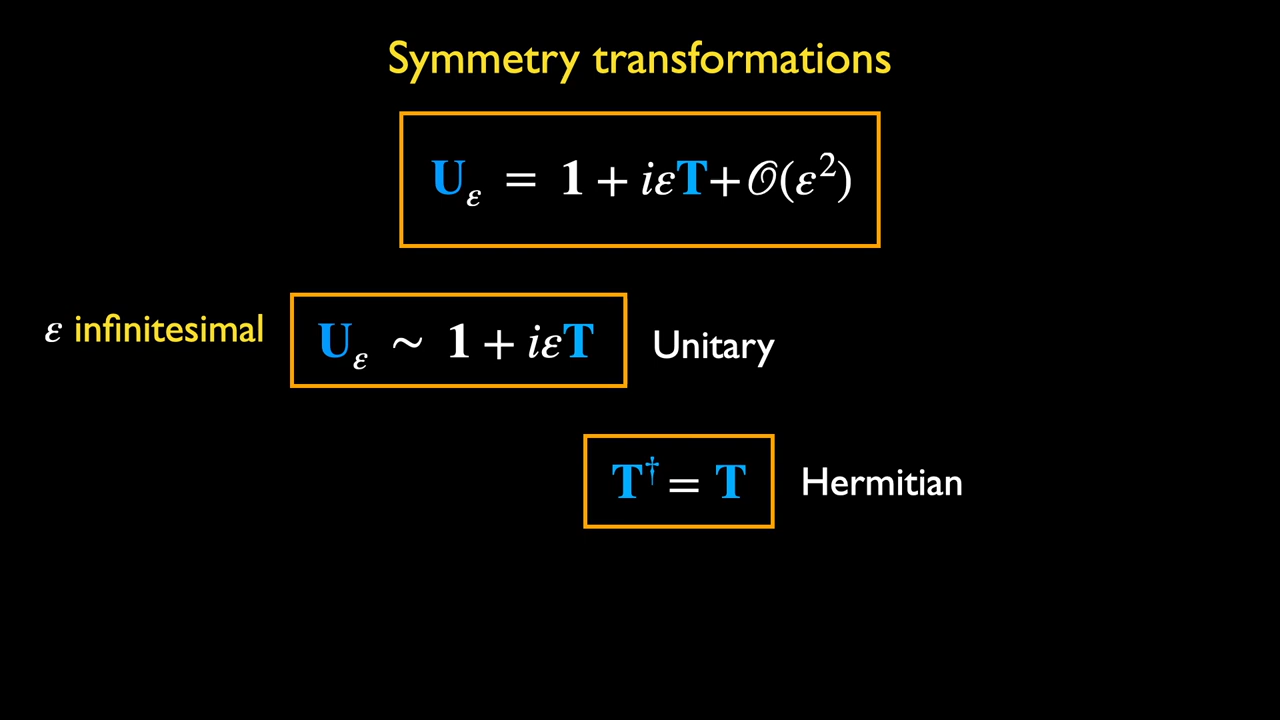 Symmetry transformations
U_ε = 1 + iεT+𝒪(ε²)
ε infinitesimal U_ε ~ 1 + iεT Unitary
T† = T Hermitian